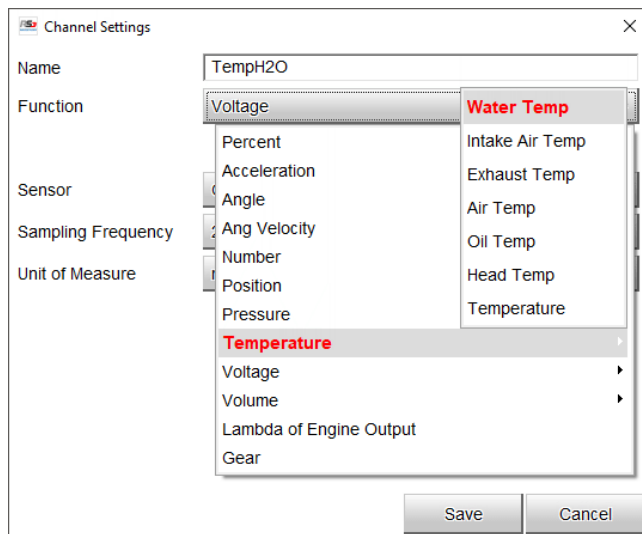 Channel Settings
Name
TempH2O
Function
Voltage
Water Temp
Intake Air Temp
Exhaust Temp
Air Temp
Oil Temp
Head Temp
Temperature
Percent
Acceleration
Angle
Ang Velocity
Number
Position
Pressure
Temperature
Voltage
Volume
Lambda of Engine Output
Gear
Sensor
Sampling Frequency
Unit of Measure
Save
Cancel